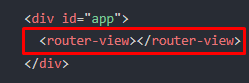 <div id="app">
<router-view></router-view>
</div>